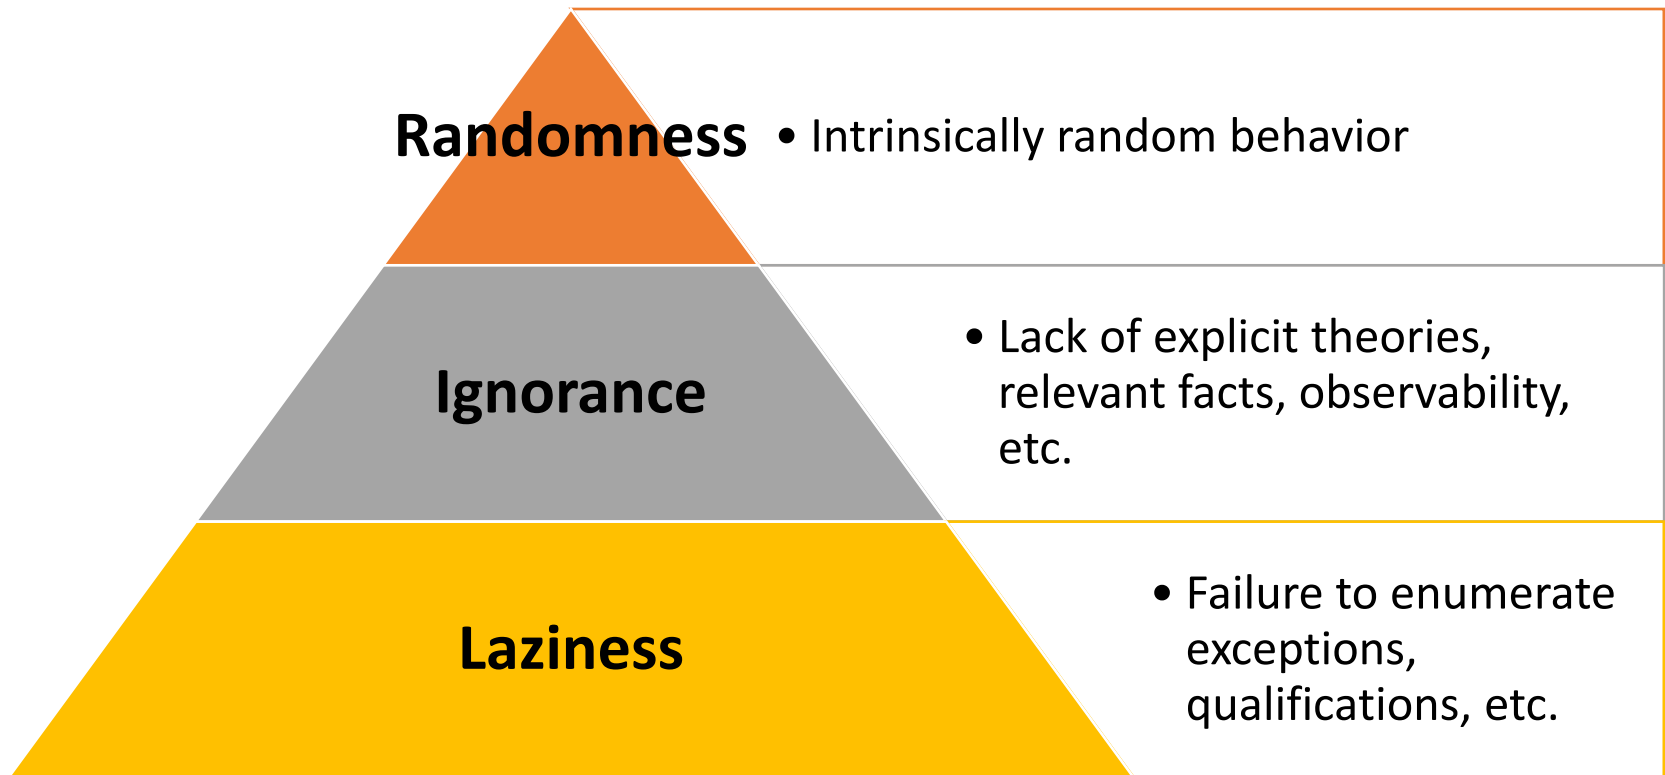 Randomness
• Intrinsically random behavior
Ignorance
• Lack of explicit theories,
relevant facts, observability,
etc.
Laziness
• Failure to enumerate
exceptions,
qualifications, etc.